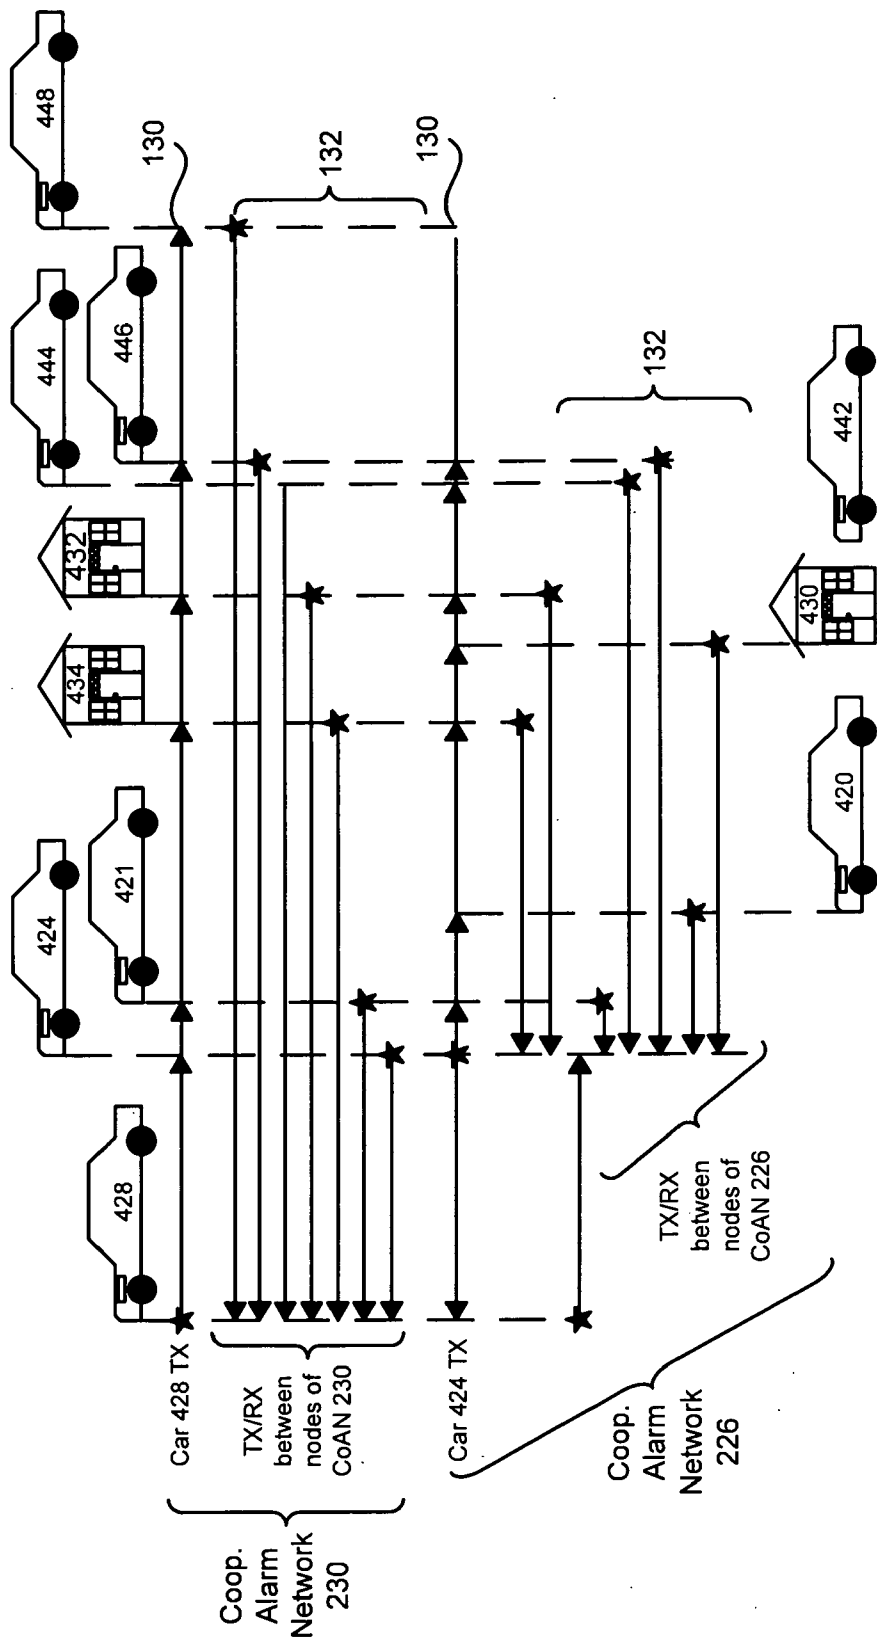 448
444
446
432
434
424
421
428
130
132
130
Car 428 TX
TX/RX
between
nodes of
CoAN 230
Coop.
Alarm
Network
230
Car 424 TX
132
TX/RX
between
nodes of
CoAN 226
Coop.
Alarm
Network
226
442
430
420